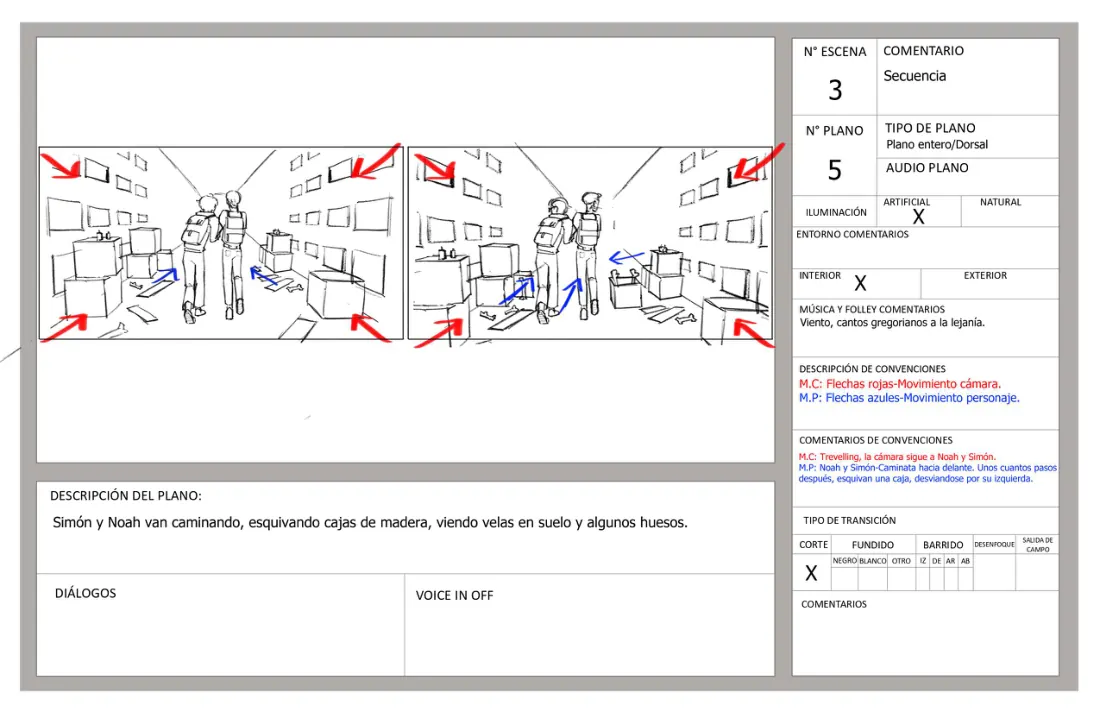 N° ESCENA
3
COMENTARIO
Secuencia
N° PLANO
5
TIPO DE PLANO
Plano entero/Dorsal
AUDIO PLANO
ILUMINACIÓN
ARTIFICIAL
X
NATURAL
ENTORNO COMENTARIOS
INTERIOR X
EXTERIOR
MÚSICA Y FOLLEY COMENTARIOS
Viento, cantos gregorianos a la lejanía.
DESCRIPCIÓN DE CONVENCIONES
M.C: Flechas rojas-Movimiento cámara.
M.P: Flechas azules-Movimiento personaje.
COMENTARIOS DE CONVENCIONES
M.C: Trevelling, la cámara sigue a Noah y Simón.
M.P: Noah y Simón-Caminata hacia delante. Unos cuantos pasos
después, esquivan una caja, desviandose por su izquierda.
TIPO DE TRANSICIÓN
CORTE
X
FUNDIDO
NEGRO BLANCO OTRO
BARRIDO
IZ DE AR AB
DESENFOQUE
SALIDA DE
CAMPO
COMENTARIOS
DESCRIPCIÓN DEL PLANO:
Simón y Noah van caminando, esquivando cajas de madera, viendo velas en suelo y algunos huesos.
DIÁLOGOS
VOICE IN OFF